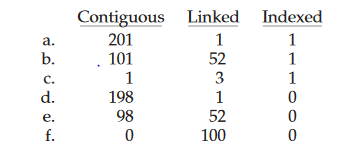 Contiguous Linked Indexed
a. 201 1 1
b. 101 52 1
c. 1 3 1
d. 198 1 0
e. 98 52 0
f. 0 100 0